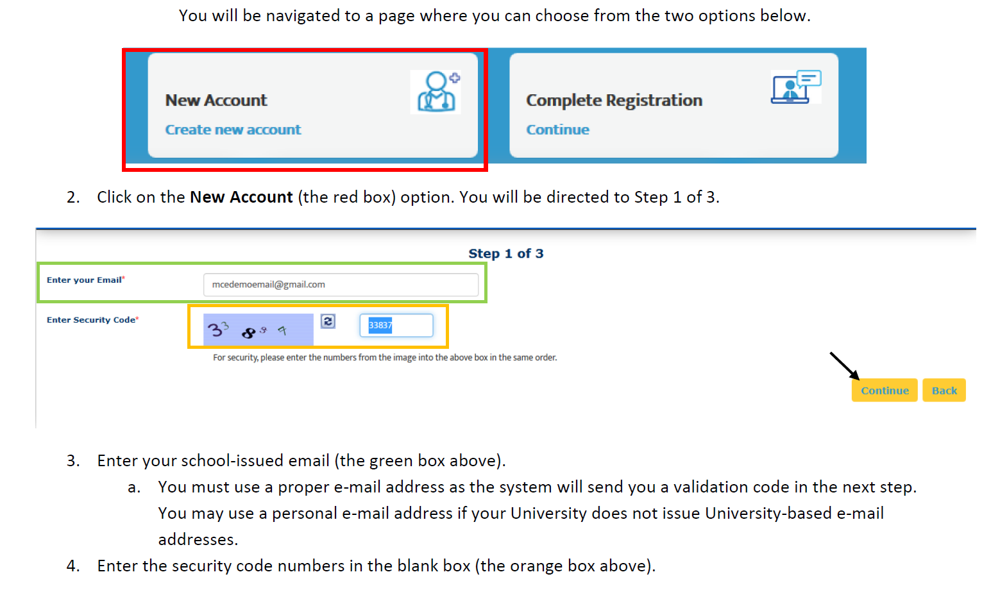 You will be navigated to a page where you can choose from the two options below.
New Account
Create new account
Complete Registration
Continue
2. Click on the New Account (the red box) option. You will be directed to Step 1 of 3.
Step 1 of 3
Enter your Email*
mcedemoemail@gmail.com
Enter Security Code*
3 3 8 3 7
33837
For security, please enter the numbers from the image into the above box in the same order.
Continue Back
3. Enter your school-issued email (the green box above).
a. You must use a proper e-mail address as the system will send you a validation code in the next step.
You may use a personal e-mail address if your University does not issue University-based e-mail
addresses.
4. Enter the security code numbers in the blank box (the orange box above).